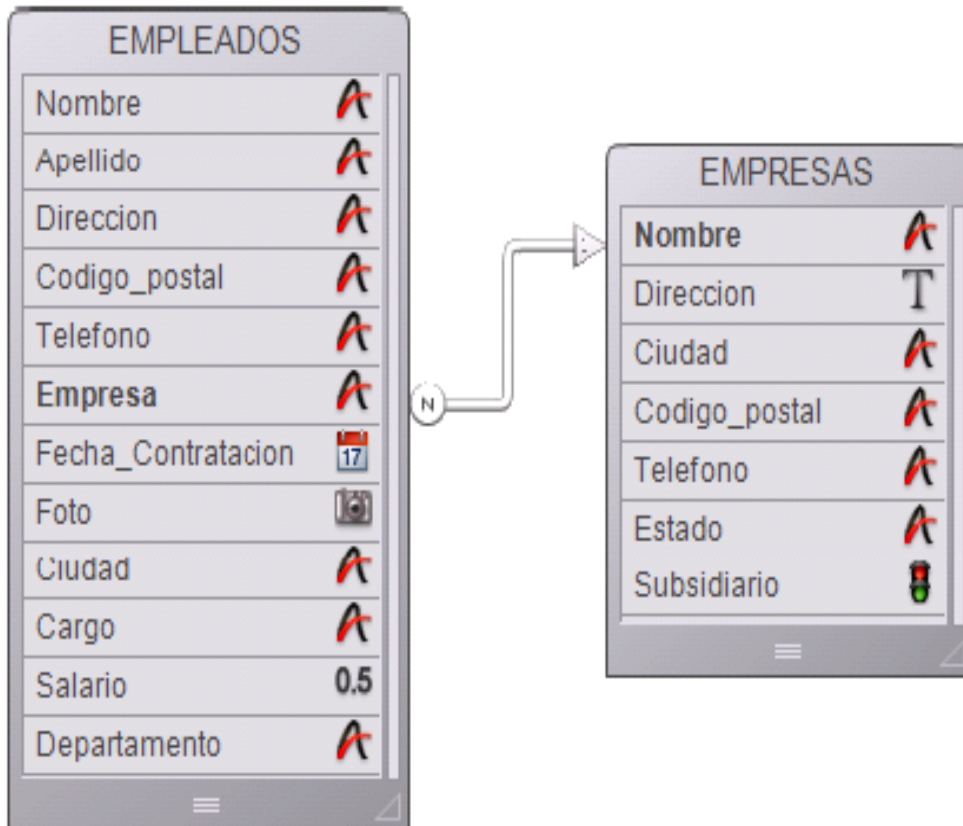 EMPLEADOS
Nombre
Apellido
Direccion
Codigo_postal
Telefono
Empresa
Fecha_Contratacion
17
Foto
Ciudad
Cargo
Salario 0.5
Departamento
N
EMPRESAS
Nombre
Direccion T
Ciudad
Codigo_postal
Telefono
Estado
Subsidiario